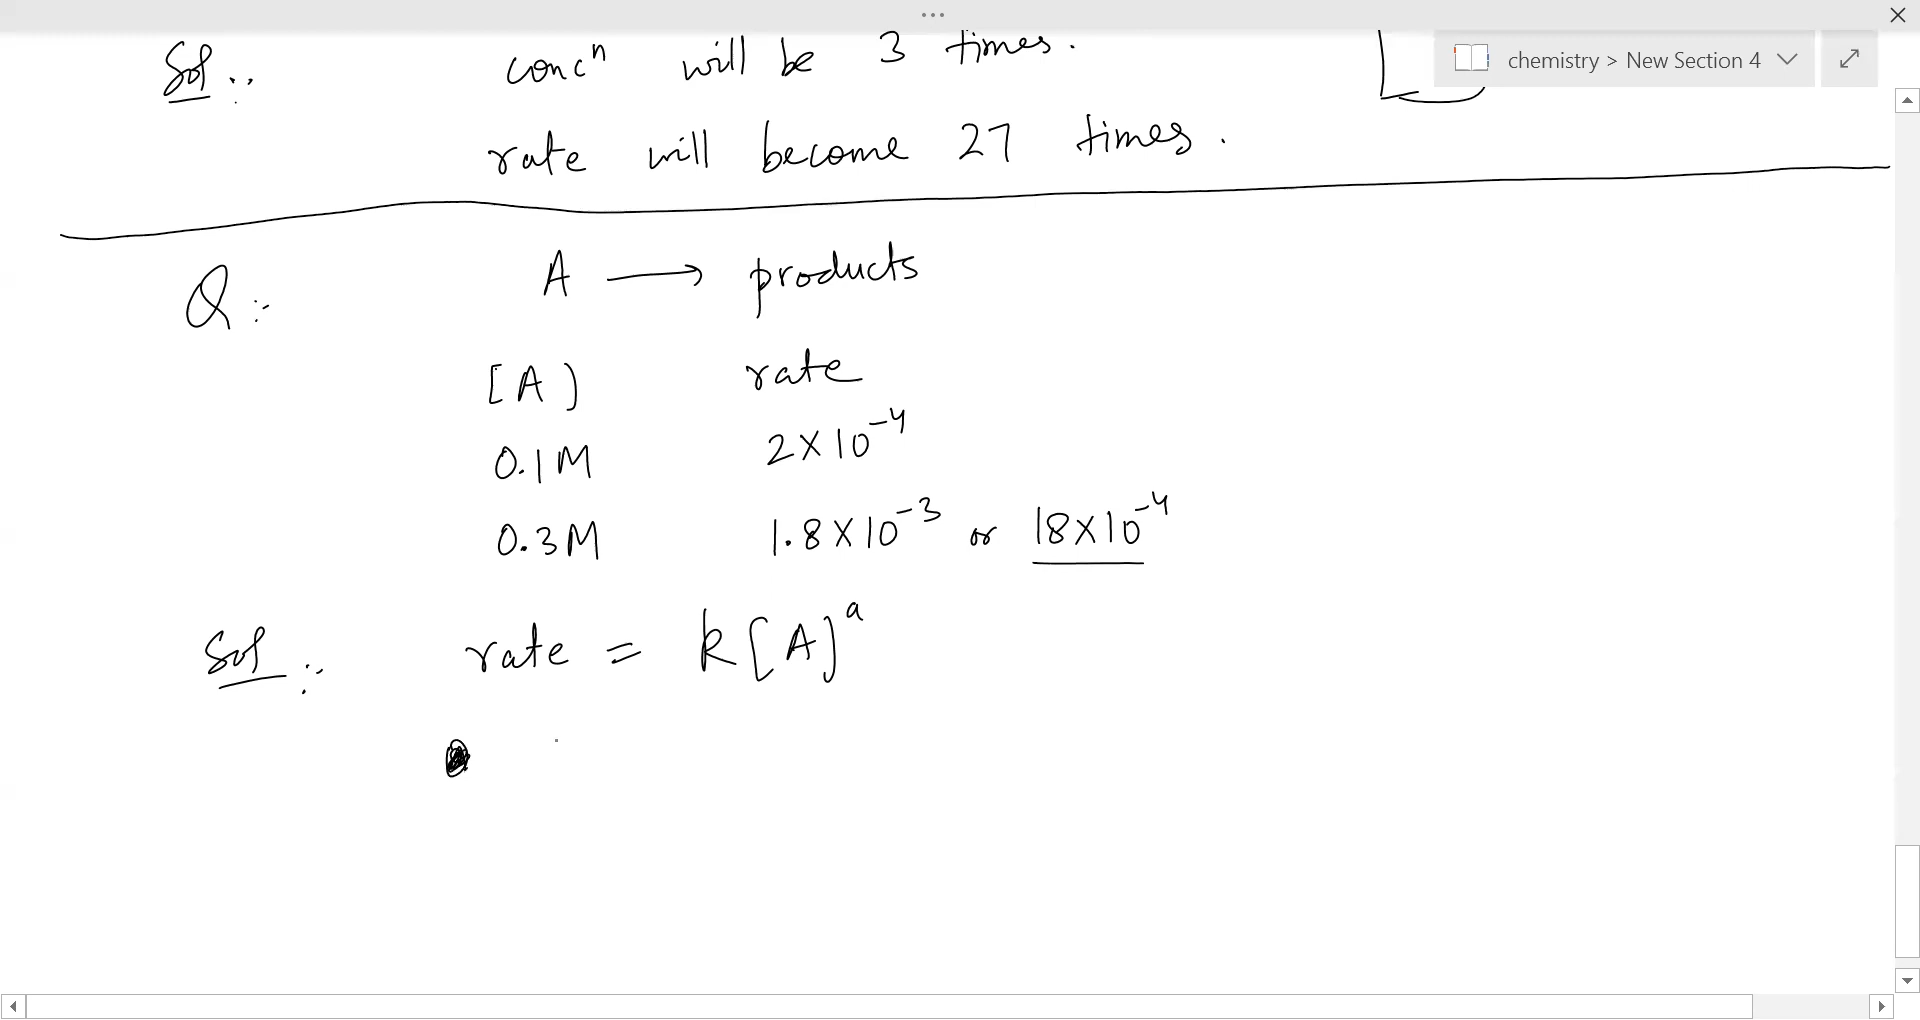 chemistry > New Section 4
Sol :. concⁿ will be 3 times.
rate will become 27 times.
Q :- A ⟶ products
[A) rate
0.1M 2×10⁻⁴
0.3M 1.8×10⁻³ or 18×10⁻⁴
Sol :- rate = k[A]ᵃ